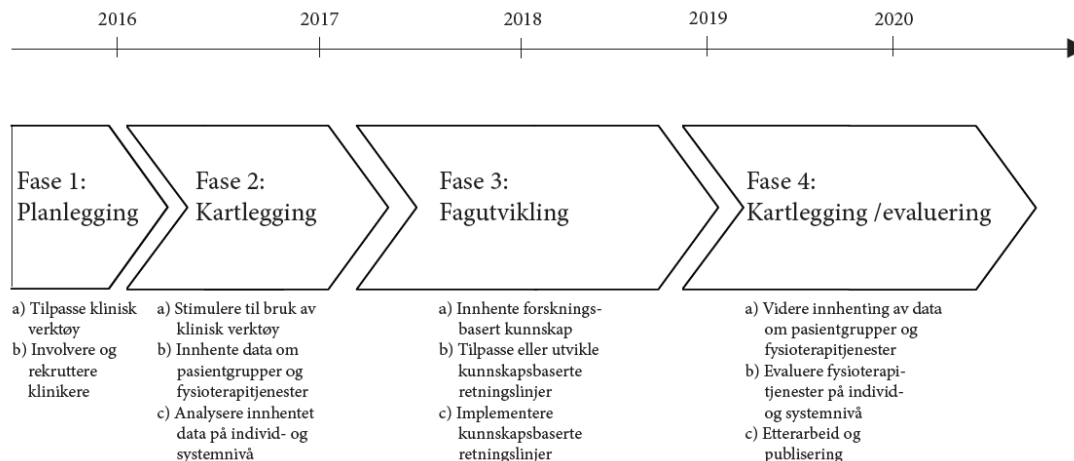 2016
2017
2018
2019
2020
Fase 1:
Planlegging
Fase 2:
Kartlegging
Fase 3:
Fagutvikling
Fase 4:
Kartlegging /evaluering
a) Tilpasse klinisk
verktøy
b) Involvere og
rekruttere
klinikere
a) Stimulere til bruk av
klinisk verktøy
b) Innhente data om
pasientgrupper og
fysioterapitjenester
c) Analysere innhentet
data på individ- og
systemnivå
a) Innhente forsknings-
basert kunnskap
b) Tilpasse eller utvikle
kunnskapsbaserte
retningslinjer
c) Implementere
kunnskapsbaserte
retningslinjer
a) Videre innhenting av data
om pasientgrupper og
fysioterapitjenester
b) Evaluere fysioterapi-
tjenester på individ-
og systemnivå
c) Etterarbeid og
publisering